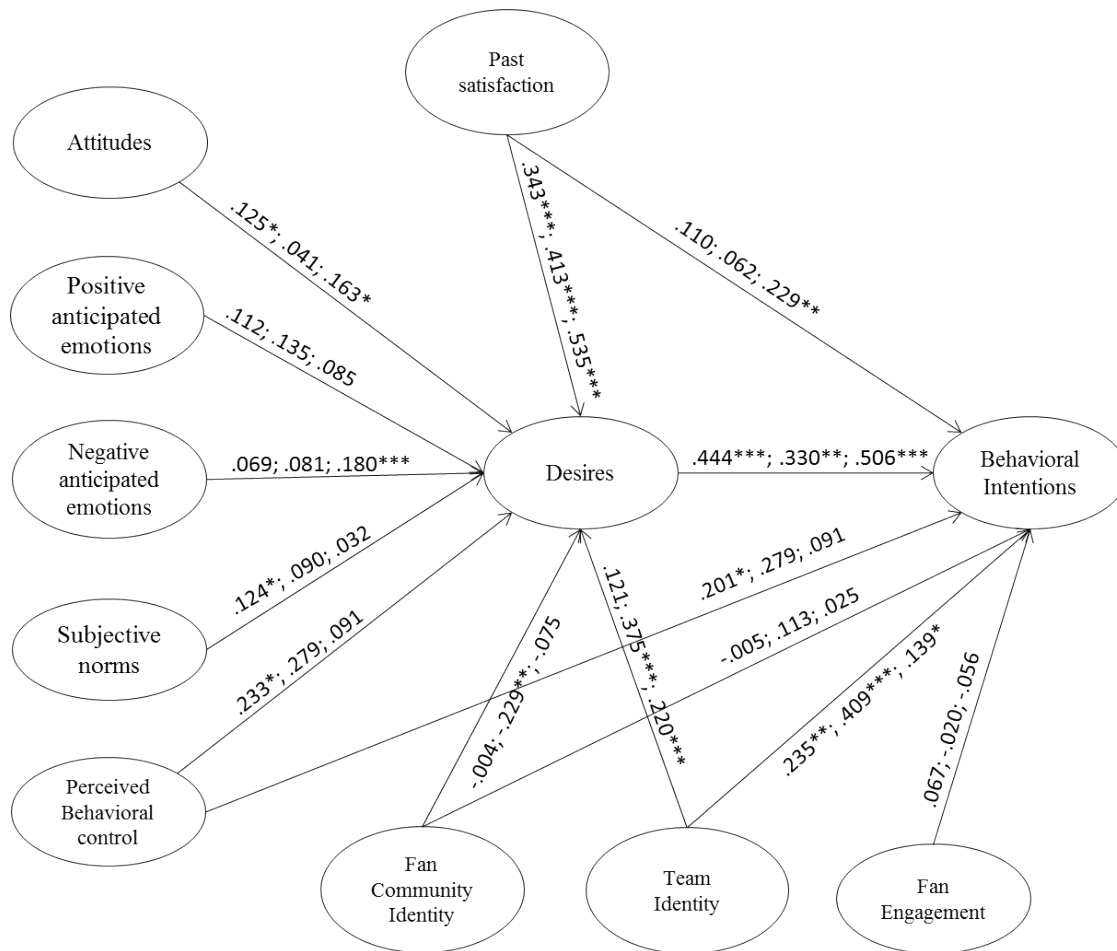 Past
satisfaction
Attitudes
.125*; .041; .163*
.343***; .413***; .535***
.110; .062; .229**
Positive
anticipated
emotions
.112; .135; .085
Negative
anticipated
emotions
.069; .081; .180***
Desires
.444***; .330**; .506***
Behavioral
Intentions
Subjective
norms
.124*; .090; .032
.233*; .279; .091
.201*; .279; .091
-.005; .113; .025
-.004; -.229**; -.075
.121; .375***; .220***
.235**; .409***; .139*
.067; -.020; -.056
Perceived
Behavioral
control
Fan
Community
Identity
Team
Identity
Fan
Engagement